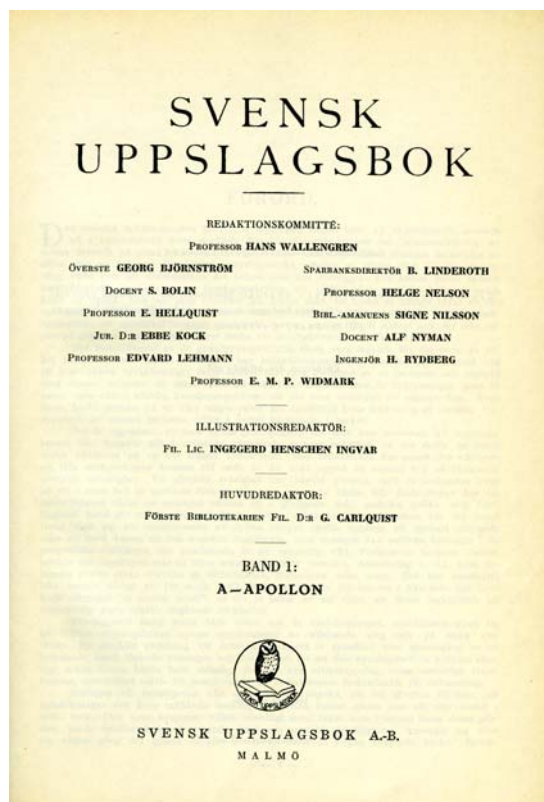 SVENSK
UPPSLAGSBOK
REDAKTIONSKOMMITTÉ:
PROFESSOR HANS WALLENGREN
ÖVERSTE GEORG BJÖRNSTRÖM
SPARBANKSDIREKTÖR B. LINDEROTH
DOCENT S. BOLIN
PROFESSOR HELGE NELSON
PROFESSOR E. HELLQUIST
BIBL.-AMANUENS SIGNE NILSSON
JUR. D:R EBBE KOCK
DOCENT ALF NYMAN
PROFESSOR EDVARD LEHMANN
INGENJÖR H. RYDBERG
PROFESSOR E. M. P. WIDMARK
ILLUSTRATIONSREDAKTÖR:
FIL. LIC. INGEGERD HENSCHEN INGVAR
HUVUDREDAKTÖR:
FÖRSTE BIBLIOTEKARIEN FIL. D:R G. CARLQUIST
BAND 1:
A—APOLLON
SVENSK UPPSLAGSBOK
SVENSK UPPSLAGSBOK A.-B.
MALMÖ